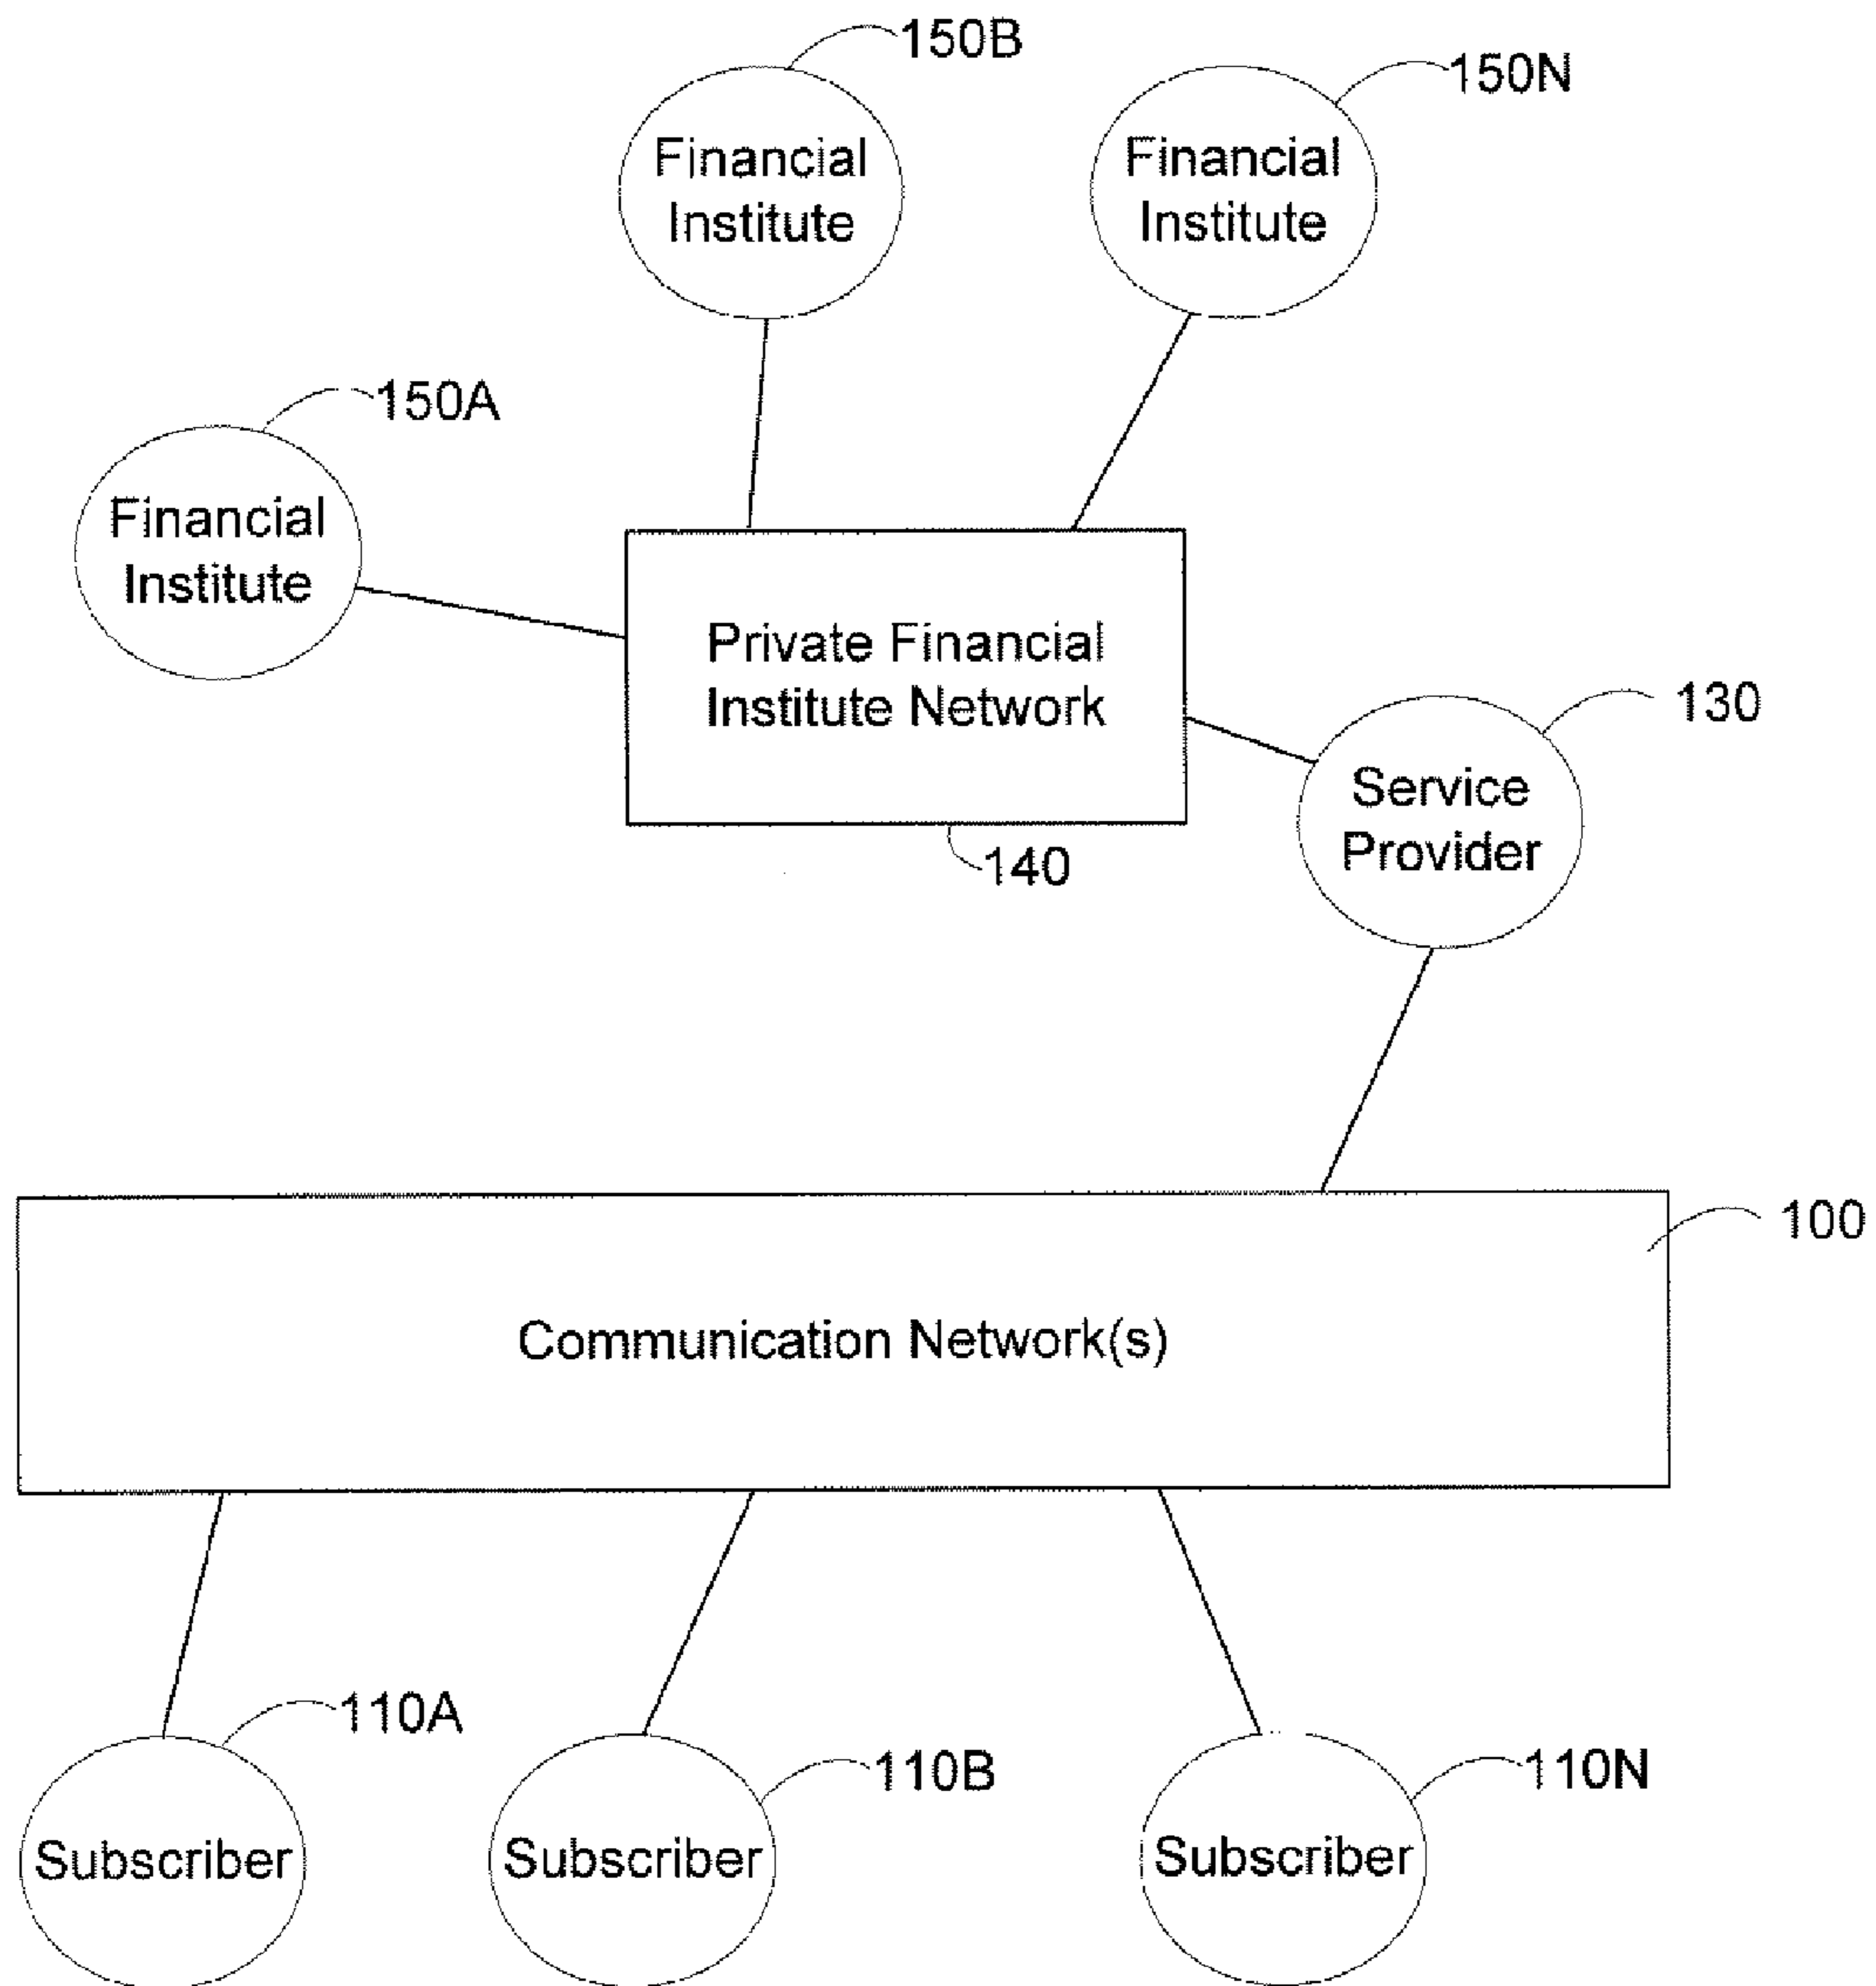 150B
150N
Financial
Institute
Financial
Institute
150A
Financial
Institute
Private Financial
Institute Network
130
Service
Provider
140
100
Communication Network(s)
110A
110B
110N
Subscriber
Subscriber
Subscriber